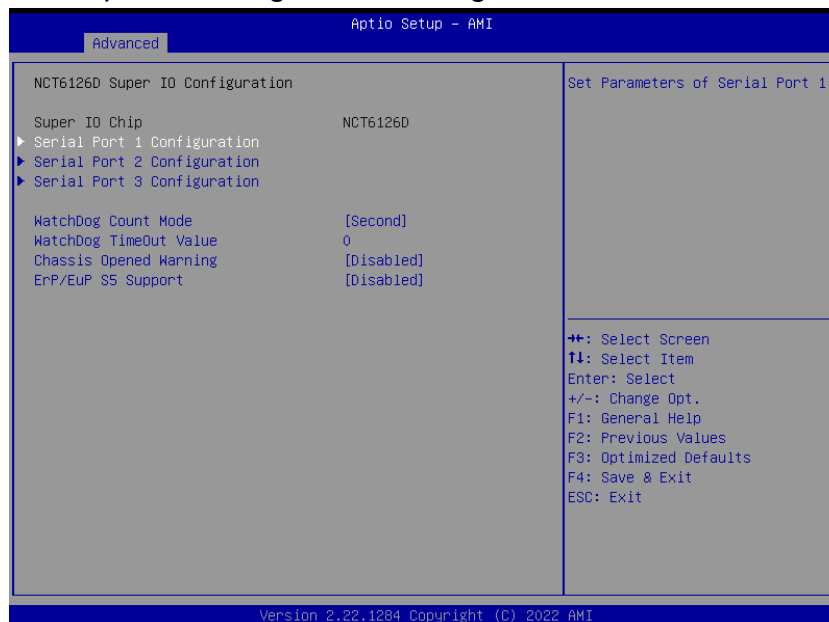 Aptio Setup – AMI
Advanced
NCT6126D Super IO Configuration
Super IO Chip NCT6126D
Serial Port 1 Configuration
Serial Port 2 Configuration
Serial Port 3 Configuration
WatchDog Count Mode [Second]
WatchDog TimeOut Value 0
Chassis Opened Warning [Disabled]
ErP/EuP S5 Support [Disabled]
Set Parameters of Serial Port 1
→←: Select Screen
↑↓: Select Item
Enter: Select
+/-: Change Opt.
F1: General Help
F2: Previous Values
F3: Optimized Defaults
F4: Save & Exit
ESC: Exit
Version 2.22.1284 Copyright (C) 2022 AMI